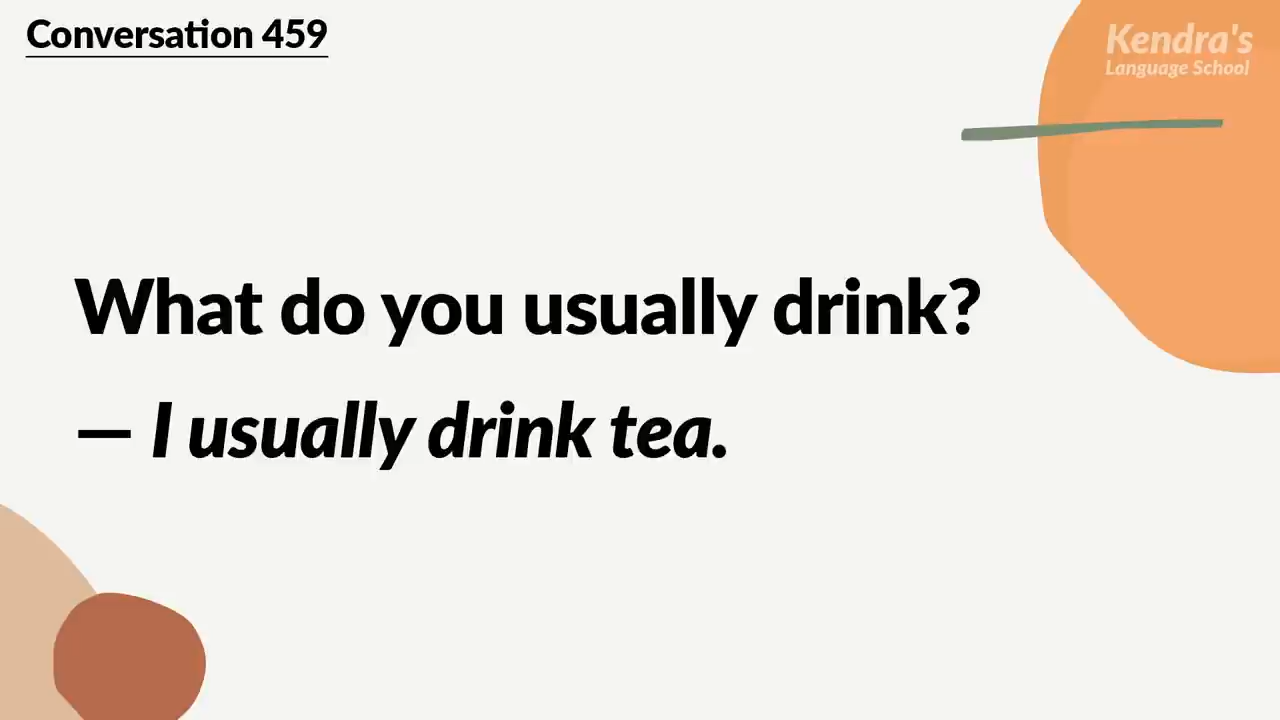 Conversation 459
Kendra's
Language School
What do you usually drink?
— I usually drink tea.